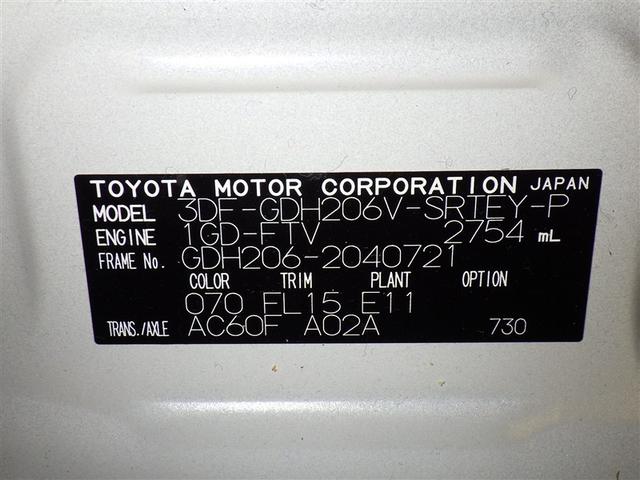 TOYOTA MOTOR CORPORATION JAPAN
MODEL 3DF-GDH206V-SRTEY-P
ENGINE 1GD-FTV 2754 mL
FRAME No. GDH206-2040721
COLOR TRIM PLANT OPTION
070 FL15 E11
TRANS./AXLE AC60F A02A 730